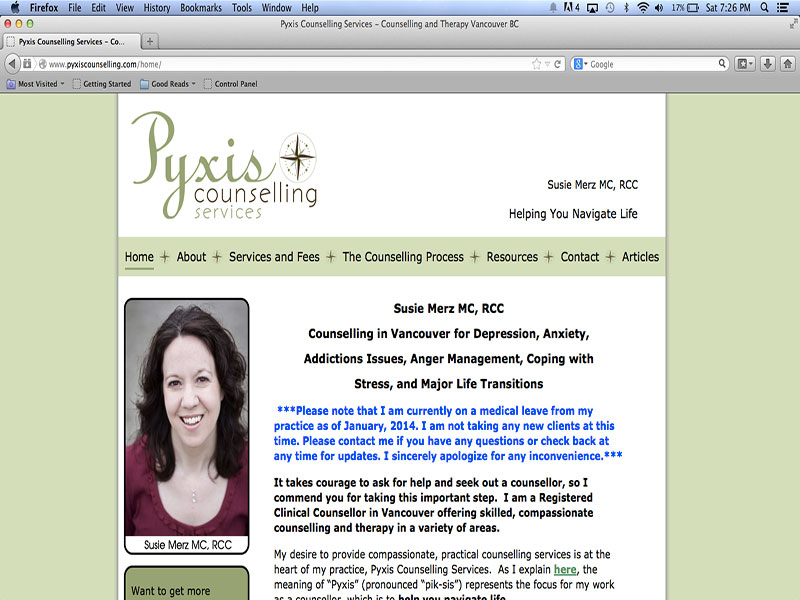 Firefox File Edit View History Bookmarks Tools Window Help 4 17% Sat 7:26 PM
Pyxis Counselling Services – Counselling and Therapy Vancouver BC
Pyxis Counselling Services – Co... +
www.pyxiscounselling.com/home/ Google
Most Visited Getting Started Good Reads Control Panel
Pyxis
counselling
services
Susie Merz MC, RCC
Helping You Navigate Life
Home About Services and Fees The Counselling Process Resources Contact Articles
Susie Merz MC, RCC
Counselling in Vancouver for Depression, Anxiety,
Addictions Issues, Anger Management, Coping with
Stress, and Major Life Transitions
***Please note that I am currently on a medical leave from my
practice as of January, 2014. I am not taking any new clients at this
time. Please contact me if you have any questions or check back at
any time for updates. I sincerely apologize for any inconvenience.***
It takes courage to ask for help and seek out a counsellor, so I
commend you for taking this important step. I am a Registered
Clinical Counsellor in Vancouver offering skilled, compassionate
counselling and therapy in a variety of areas.
My desire to provide compassionate, practical counselling services is at the
heart of my practice, Pyxis Counselling Services. As I explain here, the
meaning of “Pyxis” (pronounced “pik-sis”) represents the focus for my work
as a counsellor, which is to help you navigate life.
Susie Merz MC, RCC
Want to get more